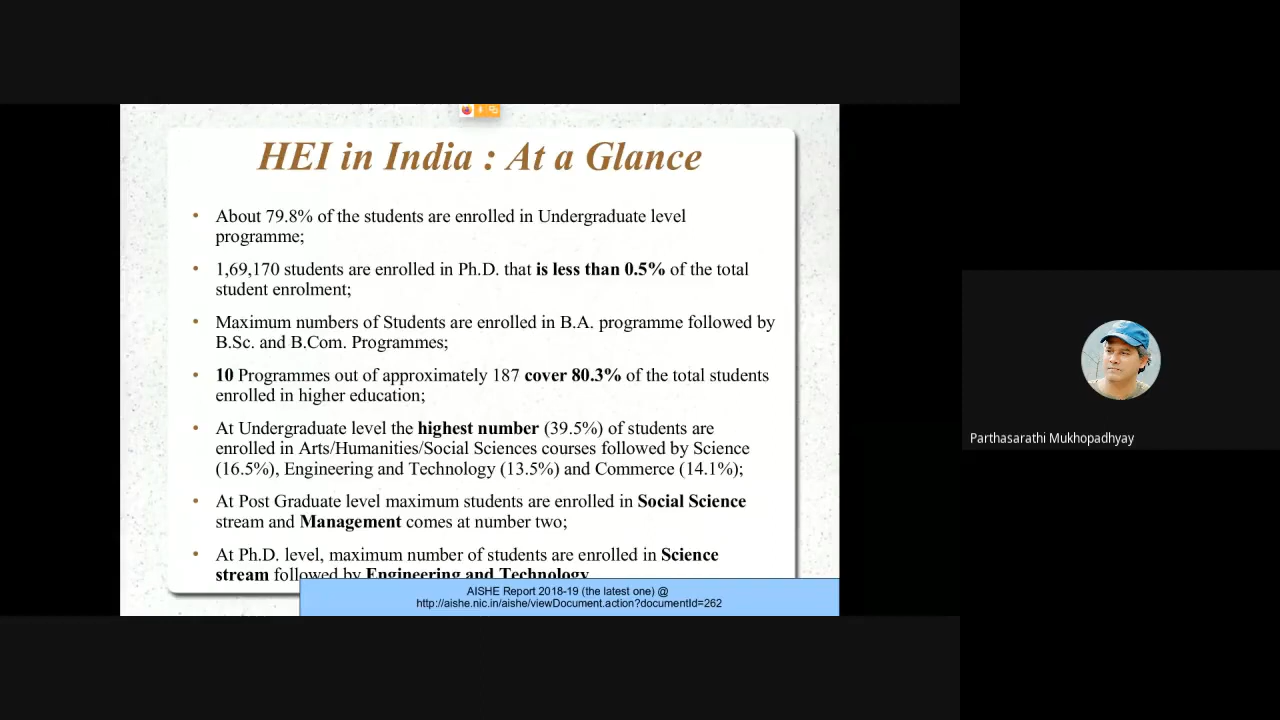 HEI in India : At a Glance
• About 79.8% of the students are enrolled in Undergraduate level
programme;
• 1,69,170 students are enrolled in Ph.D. that is less than 0.5% of the total
student enrolment;
• Maximum numbers of Students are enrolled in B.A. programme followed by
B.Sc. and B.Com. Programmes;
• 10 Programmes out of approximately 187 cover 80.3% of the total students
enrolled in higher education;
• At Undergraduate level the highest number (39.5%) of students are
enrolled in Arts/Humanities/Social Sciences courses followed by Science
(16.5%), Engineering and Technology (13.5%) and Commerce (14.1%);
• At Post Graduate level maximum students are enrolled in Social Science
stream and Management comes at number two;
• At Ph.D. level, maximum number of students are enrolled in Science
stream followed by Engineering and Technology
AISHE Report 2018-19 (the latest one) @
http://aishe.nic.in/aishe/viewDocument.action?documentId=262
Parthasarathi Mukhopadhyay